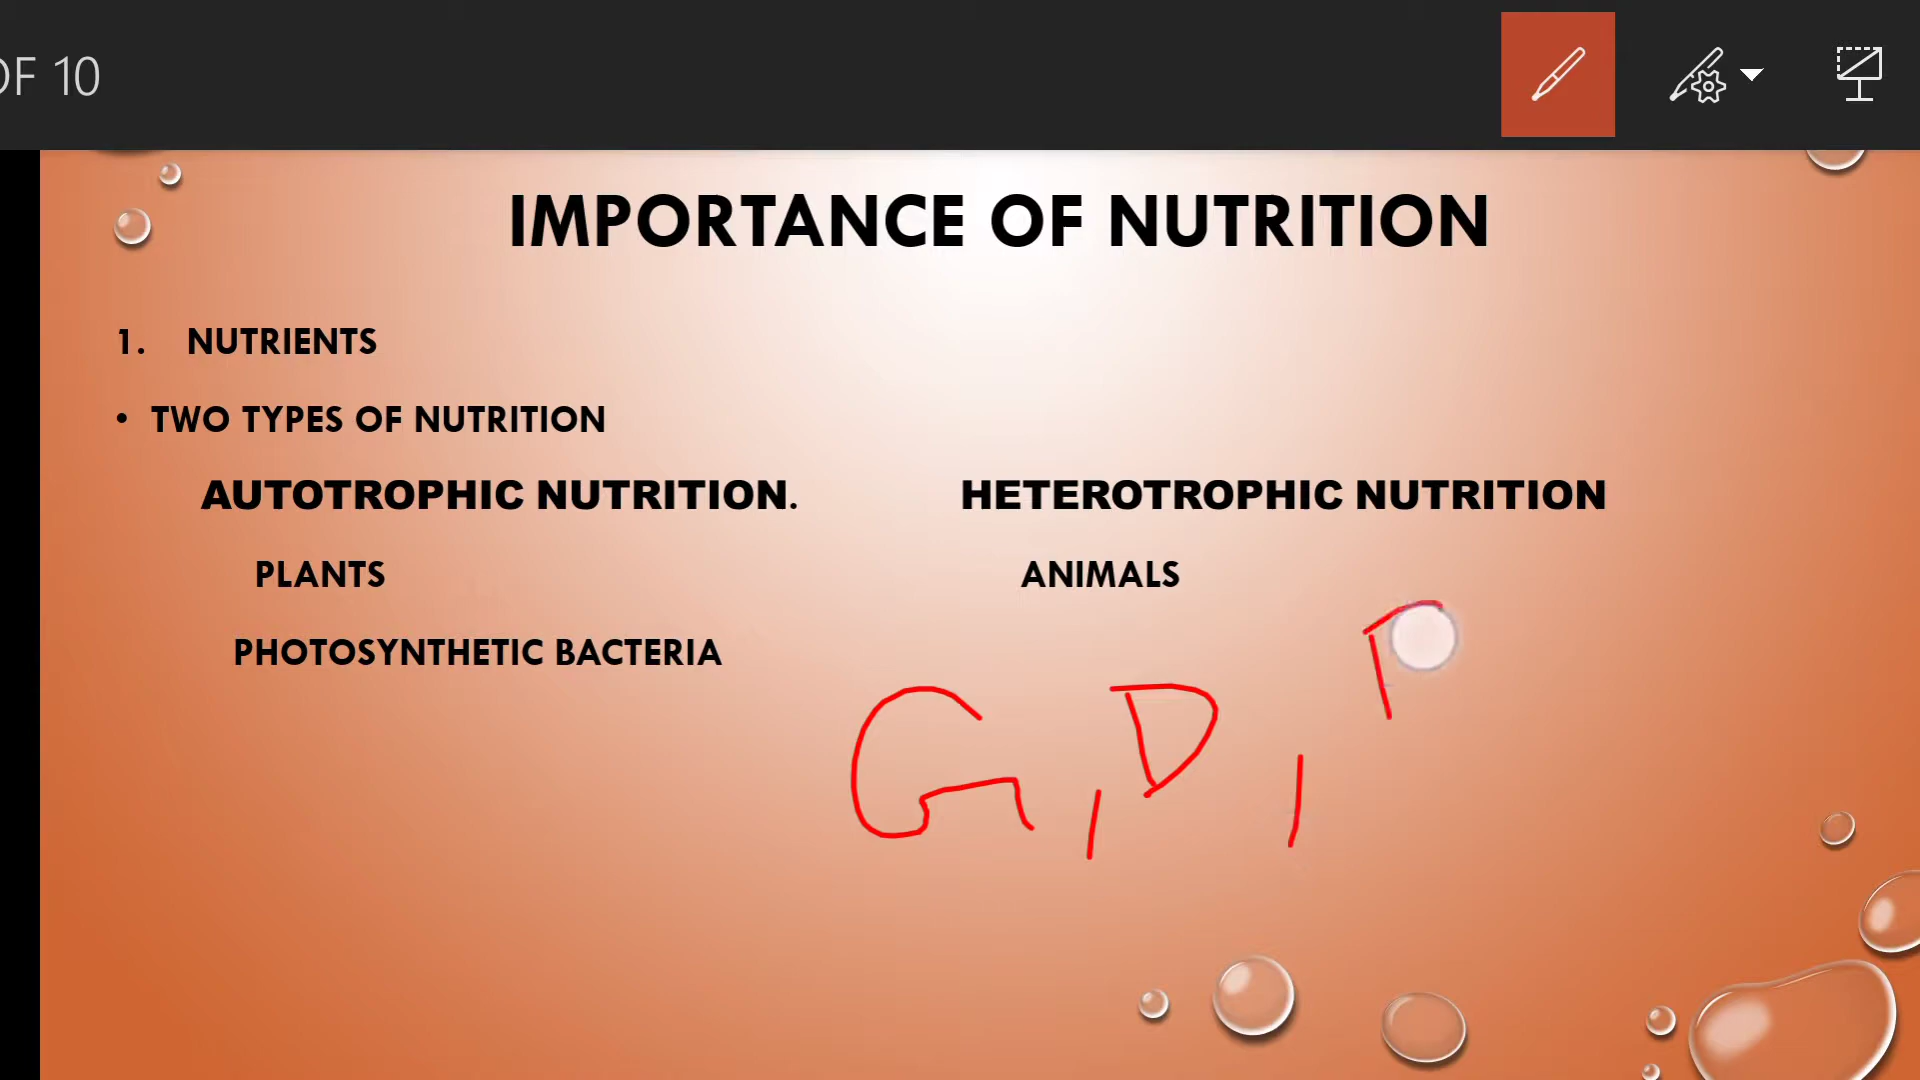 OF 10
IMPORTANCE OF NUTRITION
1. NUTRIENTS
• TWO TYPES OF NUTRITION
AUTOTROPHIC NUTRITION. HETEROTROPHIC NUTRITION
PLANTS ANIMALS
PHOTOSYNTHETIC BACTERIA
G, D,